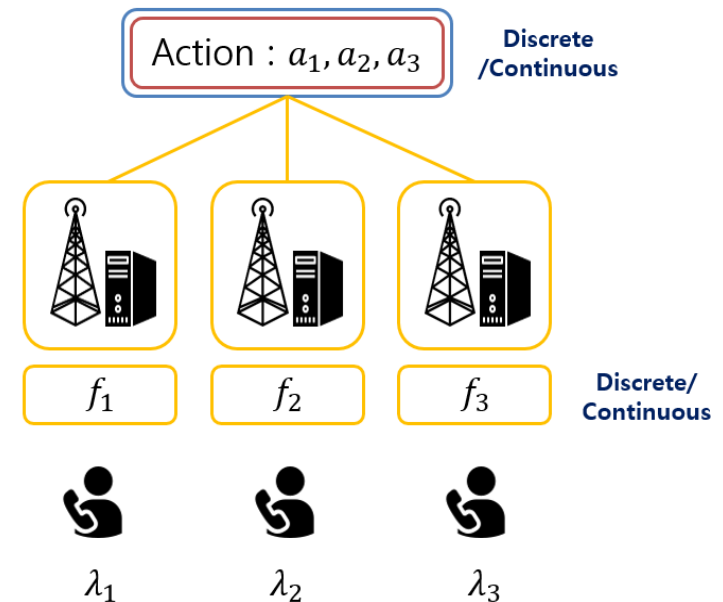 Action : a₁, a₂, a₃
Discrete
/Continuous
f₁
f₂
f₃
Discrete/
Continuous
λ₁
λ₂
λ₃